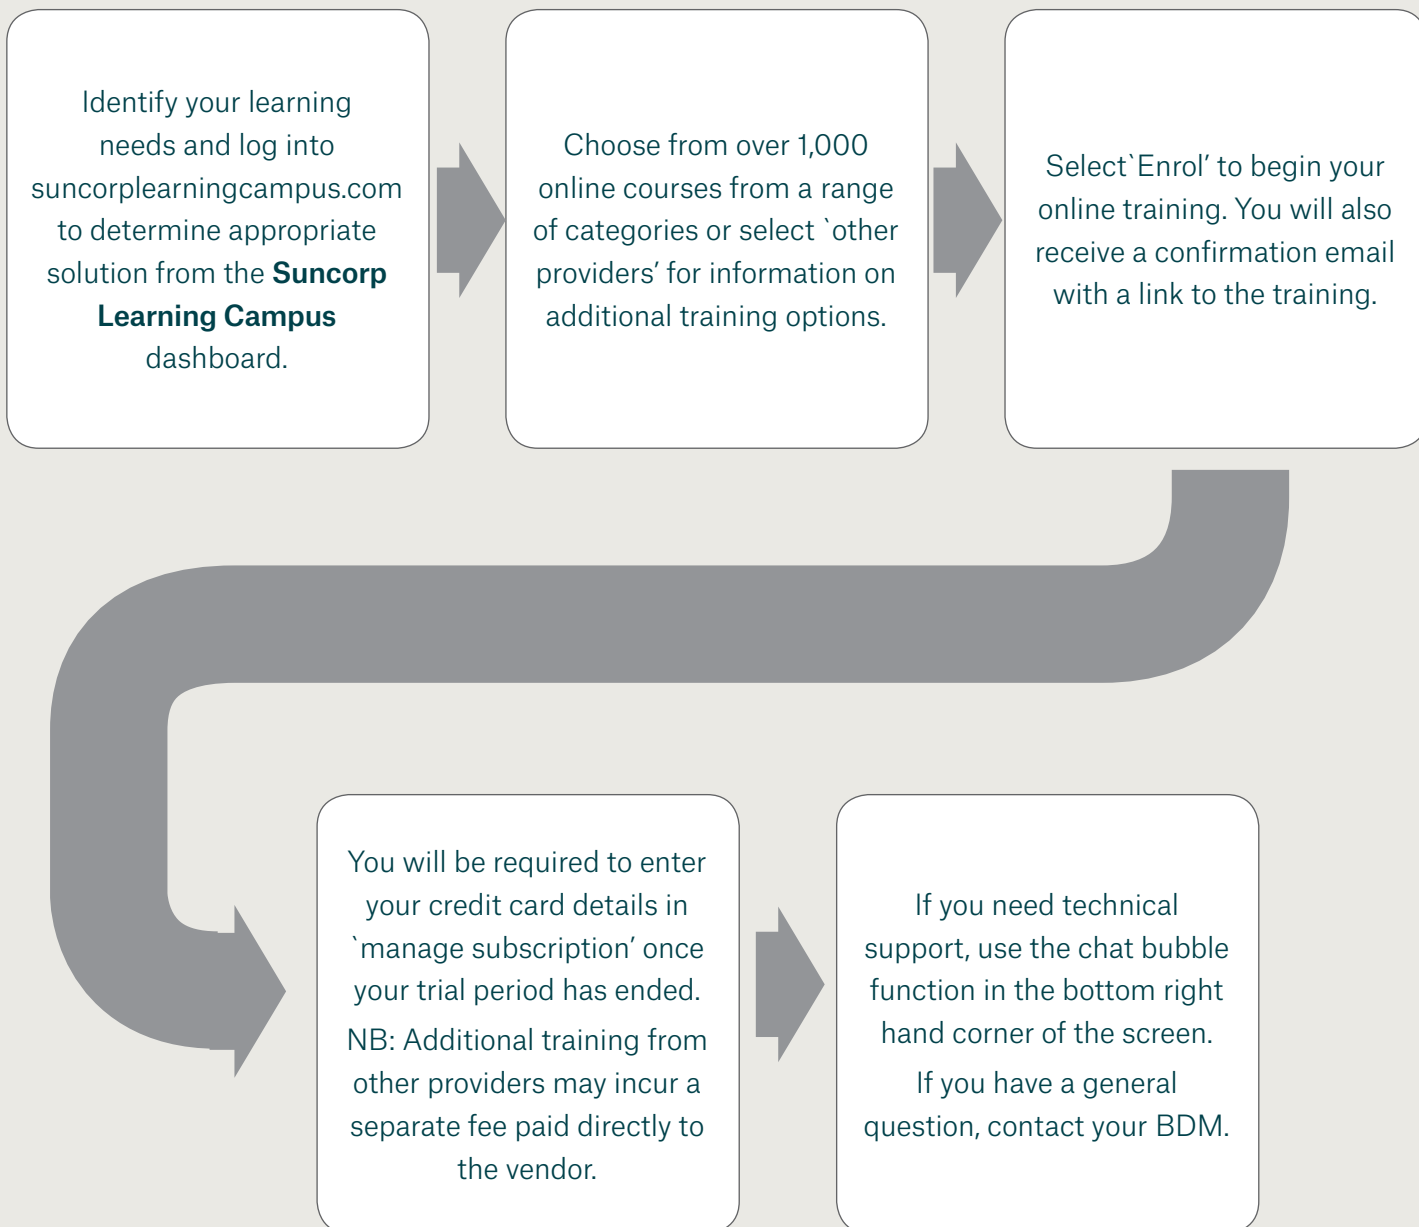 Identify your learning
needs and log into
suncorplearningcampus.com
to determine appropriate
solution from the Suncorp
Learning Campus
dashboard.
Choose from over 1,000
online courses from a range
of categories or select `other
providers’ for information on
additional training options.
Select`Enrol’ to begin your
online training. You will also
receive a confirmation email
with a link to the training.
You will be required to enter
your credit card details in
`manage subscription’ once
your trial period has ended.
NB: Additional training from
other providers may incur a
separate fee paid directly to
the vendor.
If you need technical
support, use the chat bubble
function in the bottom right
hand corner of the screen.
If you have a general
question, contact your BDM.